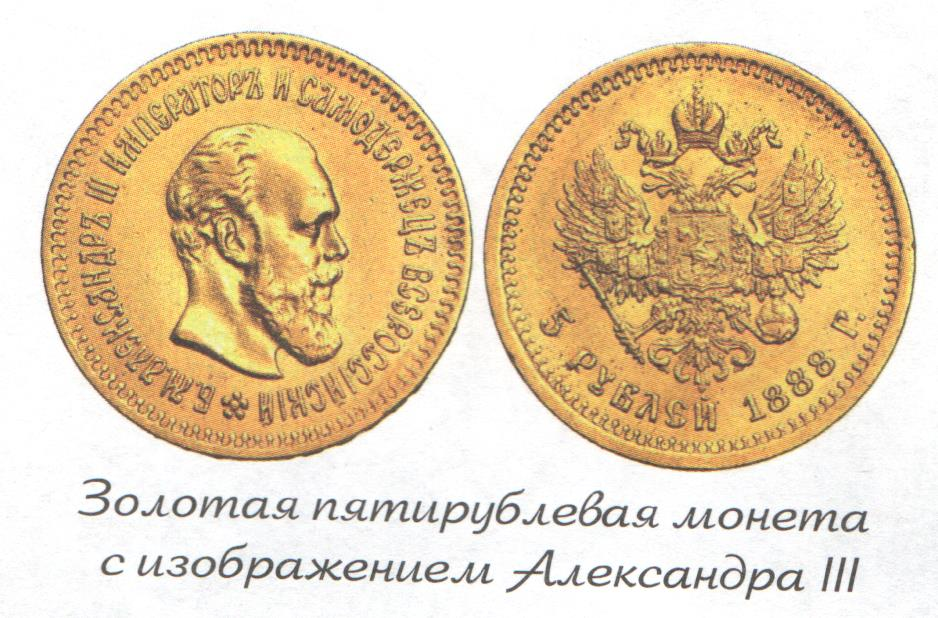 Б.М.АЛЕКСАНДРЪ III ИМПЕРАТОРЪ И САМОДЕРЖЕЦЪ ВСЕРОССІЙСКІЙ
5 РУБЛЕЙ 1888 Г.
Золотая пятирублевая монета
с изображением Александра III